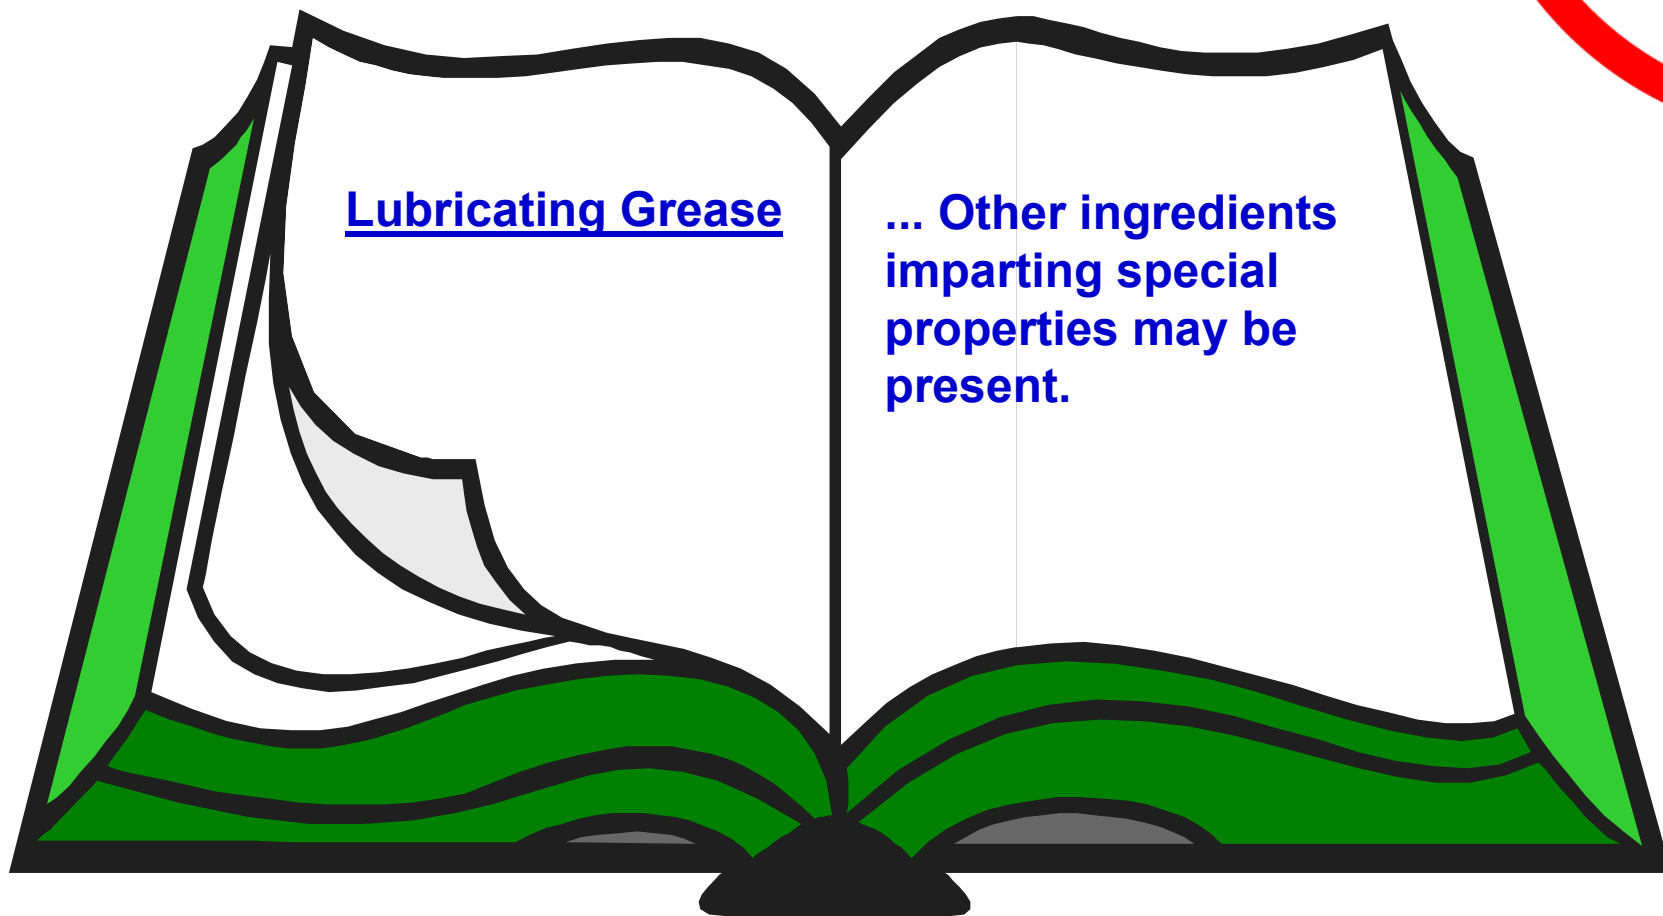 Lubricating Grease
... Other ingredients
imparting special
properties may be
present.